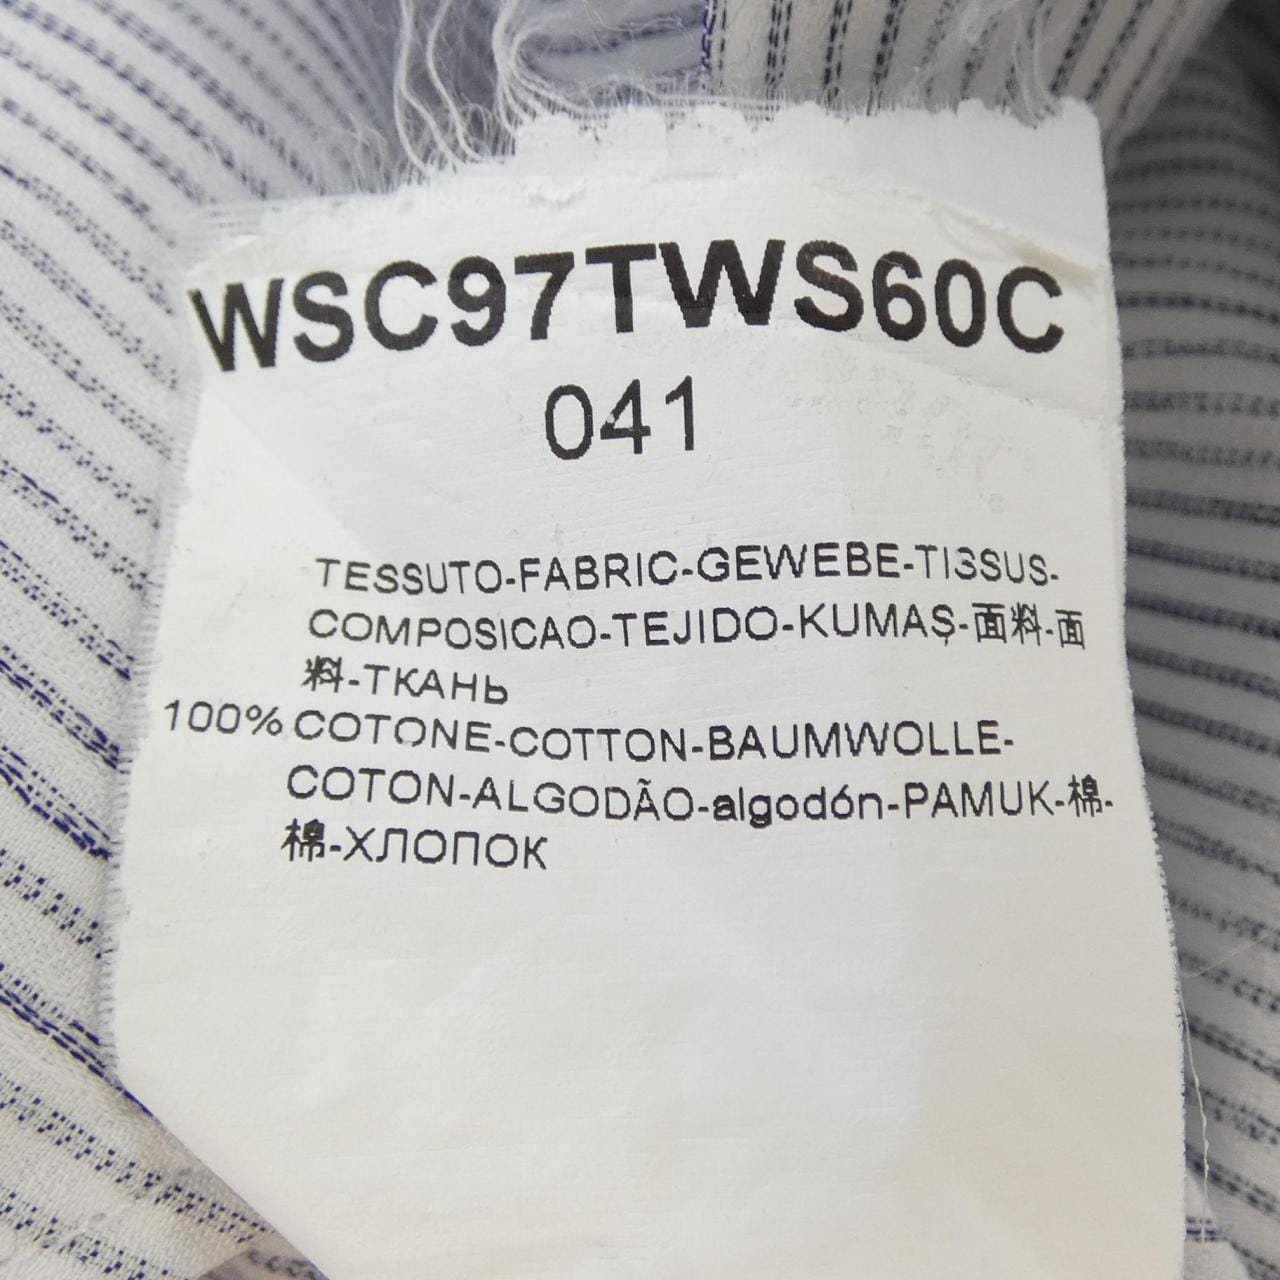 WSC97TWS60C
041
TESSUTO-FABRIC-GEWEBE-TISSUS-
COMPOSICAO-TEJIDO-KUMAŞ-面料-面
料-ТКАНЬ
100% COTONE-COTTON-BAUMWOLLE-
COTON-ALGODÃO-algodón-PAMUK-棉-
棉-ХЛОПОК